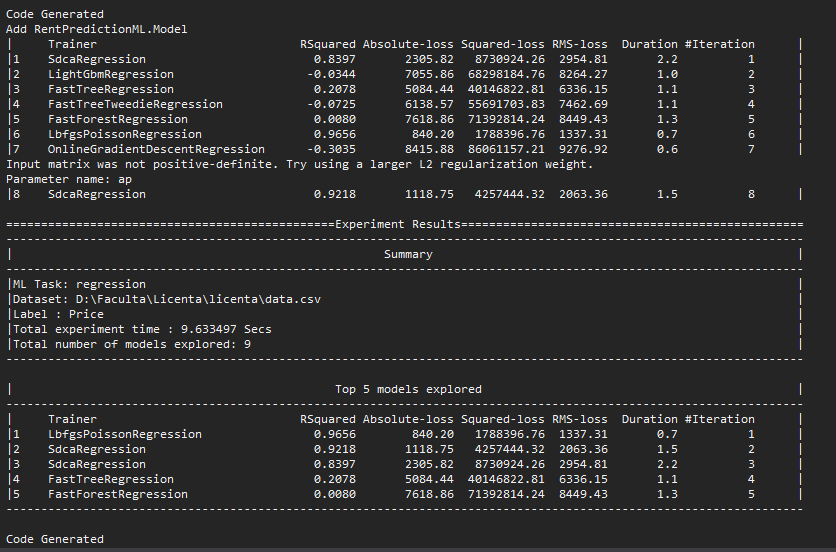 Code Generated
Add RentPredictionML.Model
|     Trainer                             RSquared Absolute-loss Squared-loss RMS-loss  Duration #Iteration      |
|1    SdcaRegression                        0.8397       2305.82   8730924.26  2954.81       2.2          1      |
|2    LightGbmRegression                   -0.0344       7055.86  68298184.76  8264.27       1.0          2      |
|3    FastTreeRegression                    0.2078       5084.44  40146822.81  6336.15       1.1          3      |
|4    FastTreeTweedieRegression            -0.0725       6138.57  55691703.83  7462.69       1.1          4      |
|5    FastForestRegression                  0.0080       7618.86  71392814.24  8449.43       1.3          5      |
|6    LbfgsPoissonRegression                0.9656        840.20   1788396.76  1337.31       0.7          6      |
|7    OnlineGradientDescentRegression      -0.3035       8415.88  86061157.21  9276.92       0.6          7      |
Input matrix was not positive-definite. Try using a larger L2 regularization weight.
Parameter name: ap
|8    SdcaRegression                        0.9218       1118.75   4257444.32  2063.36       1.5          8      |
===============================================Experiment Results=================================================
------------------------------------------------------------------------------------------------------------------
|                                                     Summary                                                    |
------------------------------------------------------------------------------------------------------------------
|ML Task: regression                                                                                             |
|Dataset: D:\Faculta\Licenta\licenta\data.csv                                                                    |
|Label : Price                                                                                                   |
|Total experiment time : 9.633497 Secs                                                                           |
|Total number of models explored: 9                                                                              |
------------------------------------------------------------------------------------------------------------------
|                                              Top 5 models explored                                             |
------------------------------------------------------------------------------------------------------------------
|     Trainer                             RSquared Absolute-loss Squared-loss RMS-loss  Duration #Iteration      |
|1    LbfgsPoissonRegression                0.9656        840.20   1788396.76  1337.31       0.7          1      |
|2    SdcaRegression                        0.9218       1118.75   4257444.32  2063.36       1.5          2      |
|3    SdcaRegression                        0.8397       2305.82   8730924.26  2954.81       2.2          3      |
|4    FastTreeRegression                    0.2078       5084.44  40146822.81  6336.15       1.1          4      |
|5    FastForestRegression                  0.0080       7618.86  71392814.24  8449.43       1.3          5      |
------------------------------------------------------------------------------------------------------------------
Code Generated